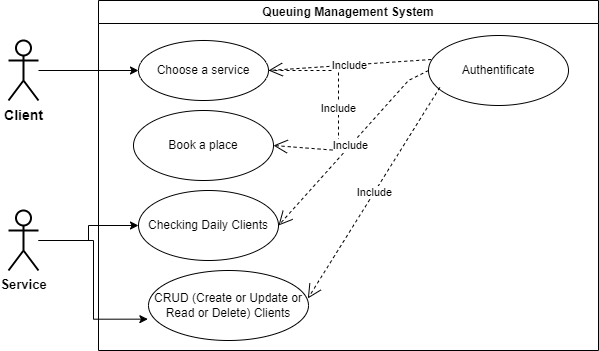 Queuing Management System
Choose a service
Include
Authentificate
Client
Include
Book a place
Include
Include
Checking Daily Clients
Service
CRUD (Create or Update or
Read or Delete) Clients